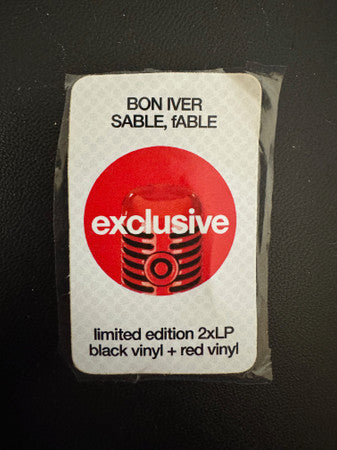 BON IVER
SABLE, fABLE
exclusive
limited edition 2xLP
black vinyl + red vinyl